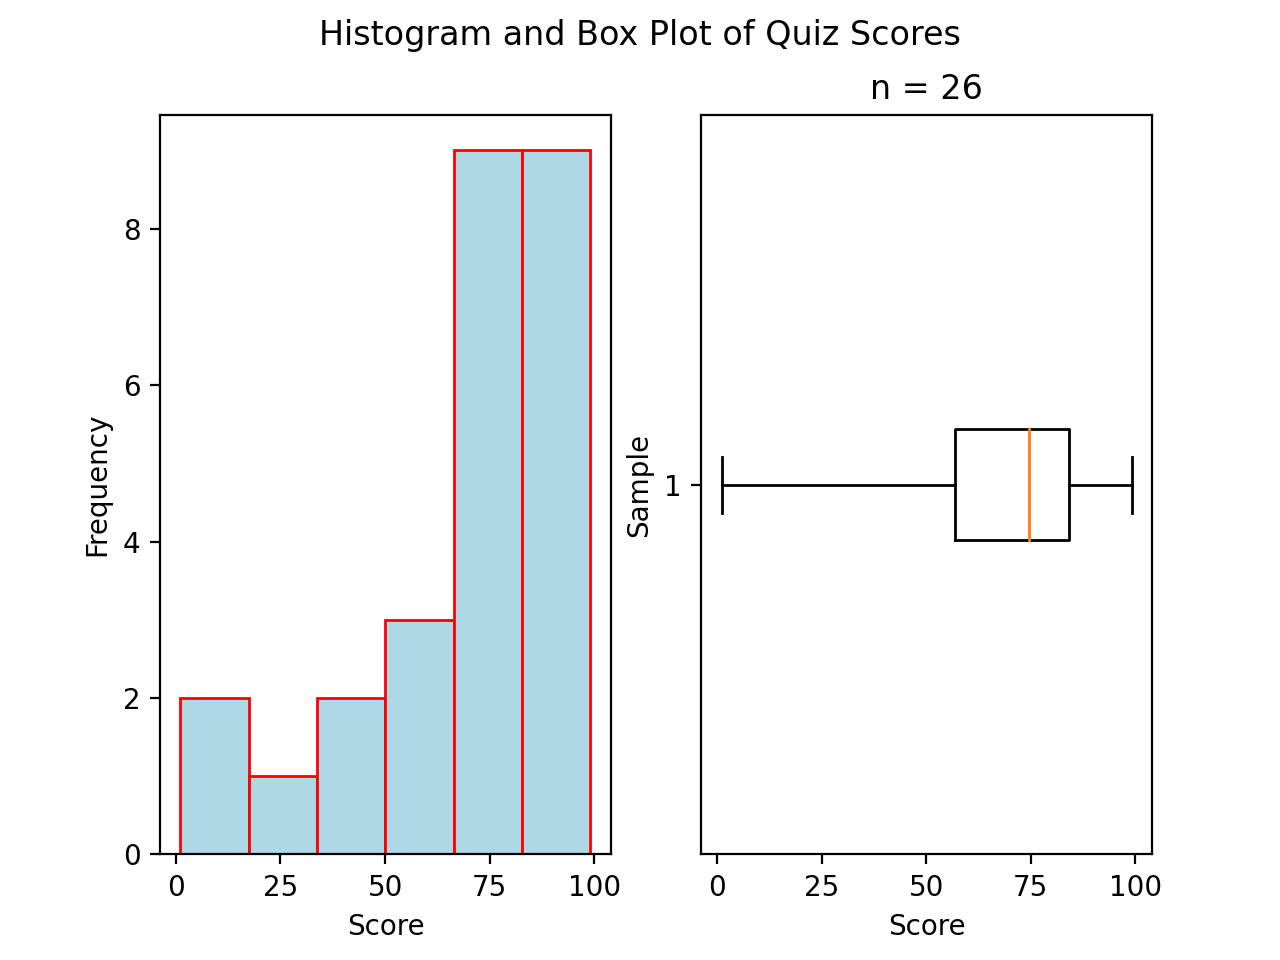 Histogram and Box Plot of Quiz Scores
Frequency
8
6
4
2
0
0 25 50 75 100
Score
n = 26
Sample
1
0 25 50 75 100
Score